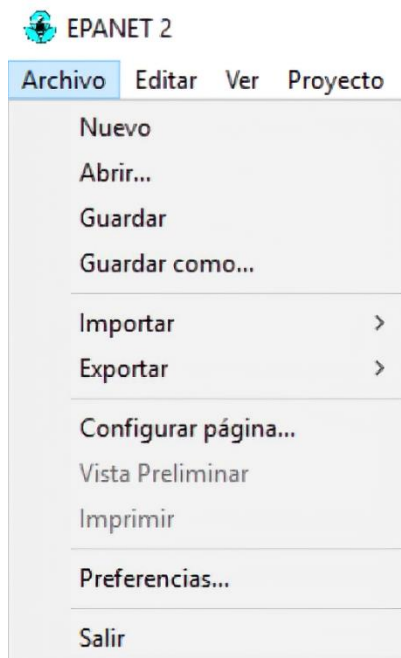 EPANET 2
Archivo Editar Ver Proyecto
Nuevo
Abrir...
Guardar
Guardar como...
Importar
Exportar
Configurar página...
Vista Preliminar
Imprimir
Preferencias...
Salir